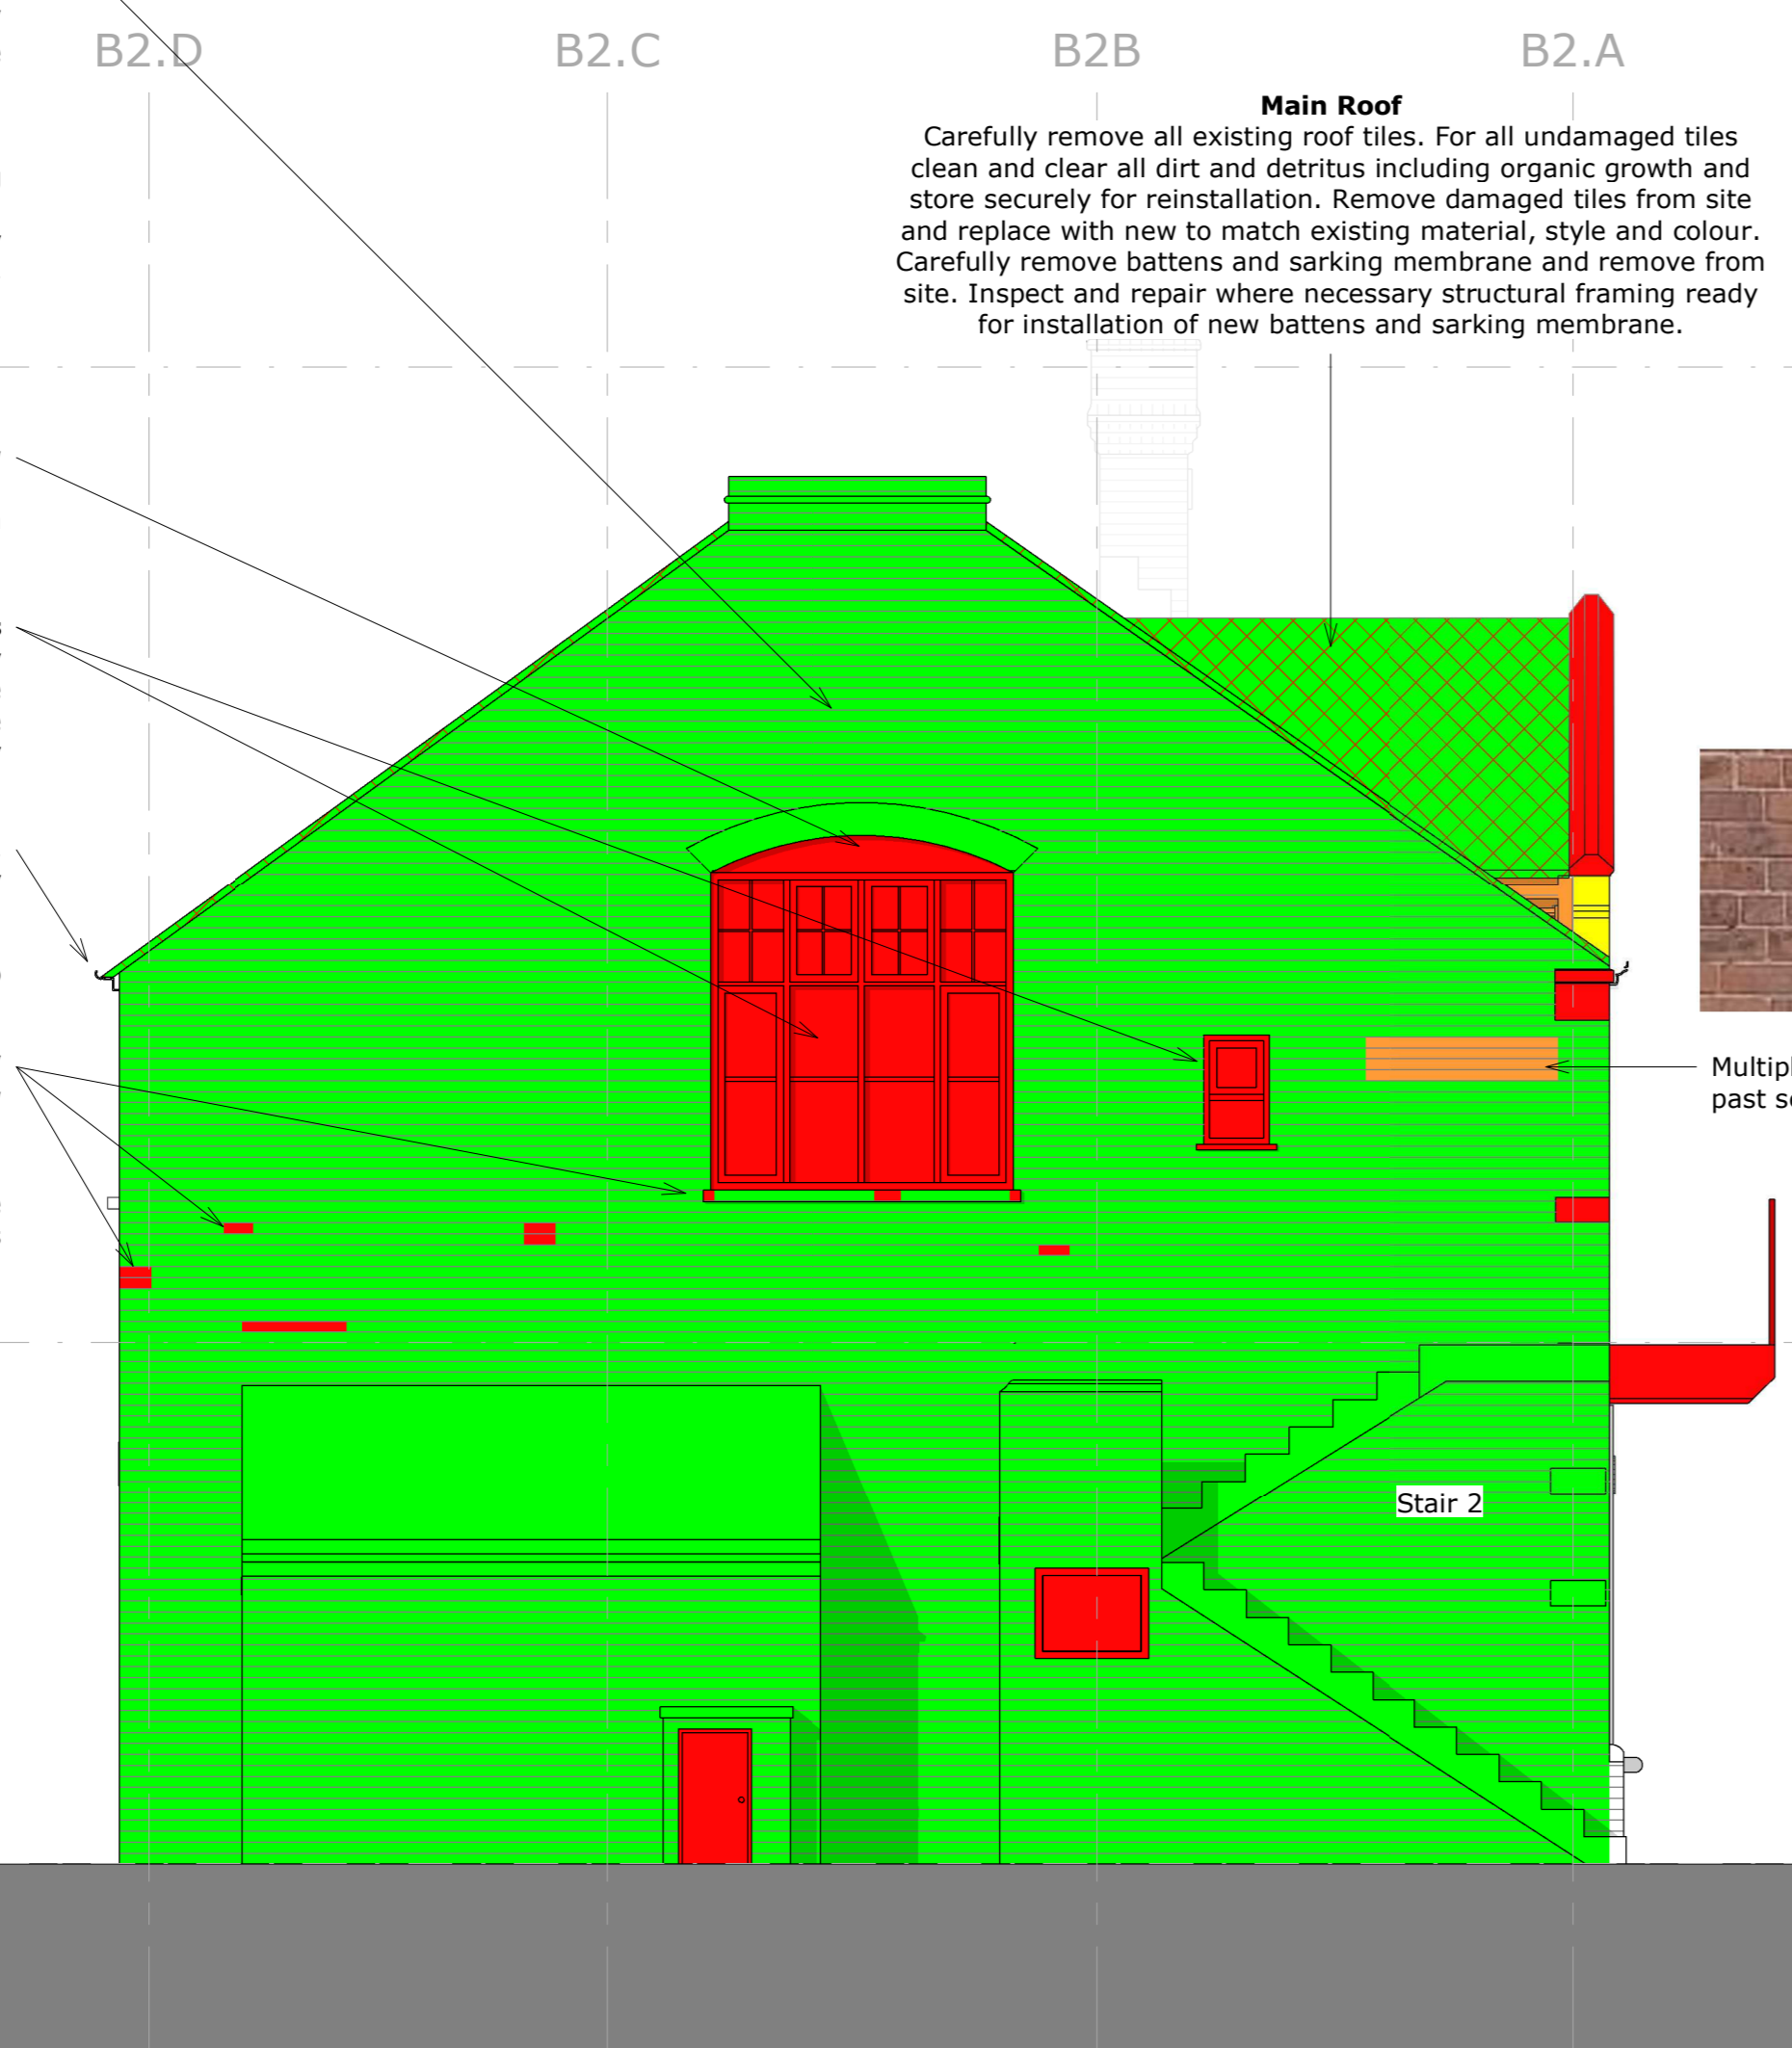 B2.D
B2.C
B2B
B2.A
Main Roof
Carefully remove all existing roof tiles. For all undamaged tiles
clean and clear all dirt and detritus including organic growth and
store securely for reinstallation. Remove damaged tiles from site
and replace with new to match existing material, style and colour.
Carefully remove battens and sarking membrane and remove from
site. Inspect and repair where necessary structural framing ready
for installation of new battens and sarking membrane.
past
Stair 2